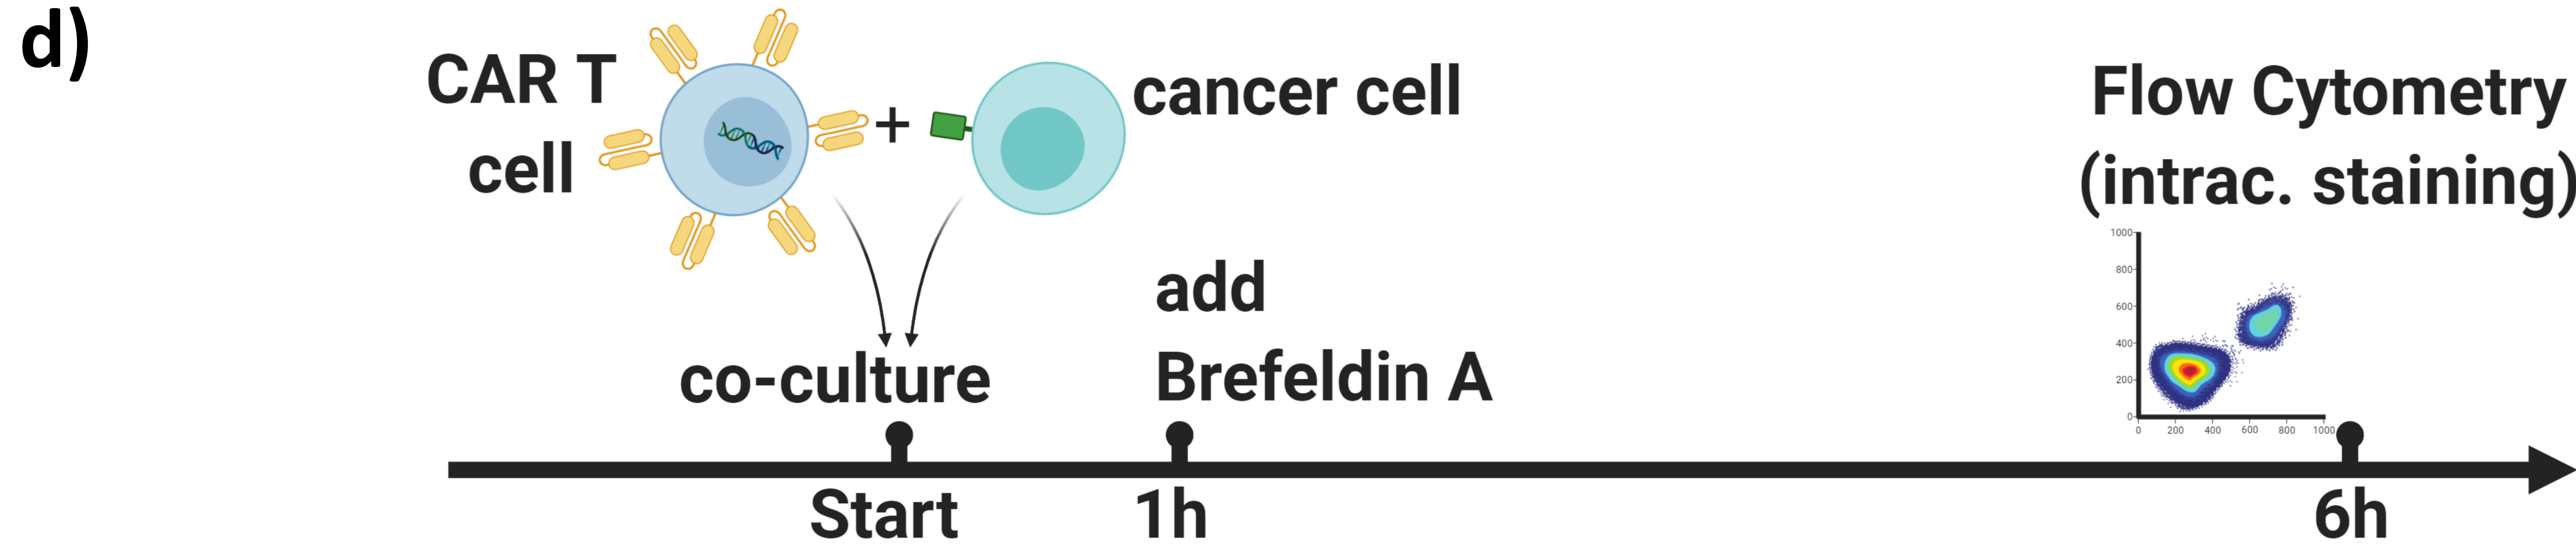 d)
CAR T
cell
+
cancer cell
Flow Cytometry
(intrac. staining)
1000
800
600
400
200
0
0 200 400 600 800 1000
add
Brefeldin A
co-culture
Start
1h
6h